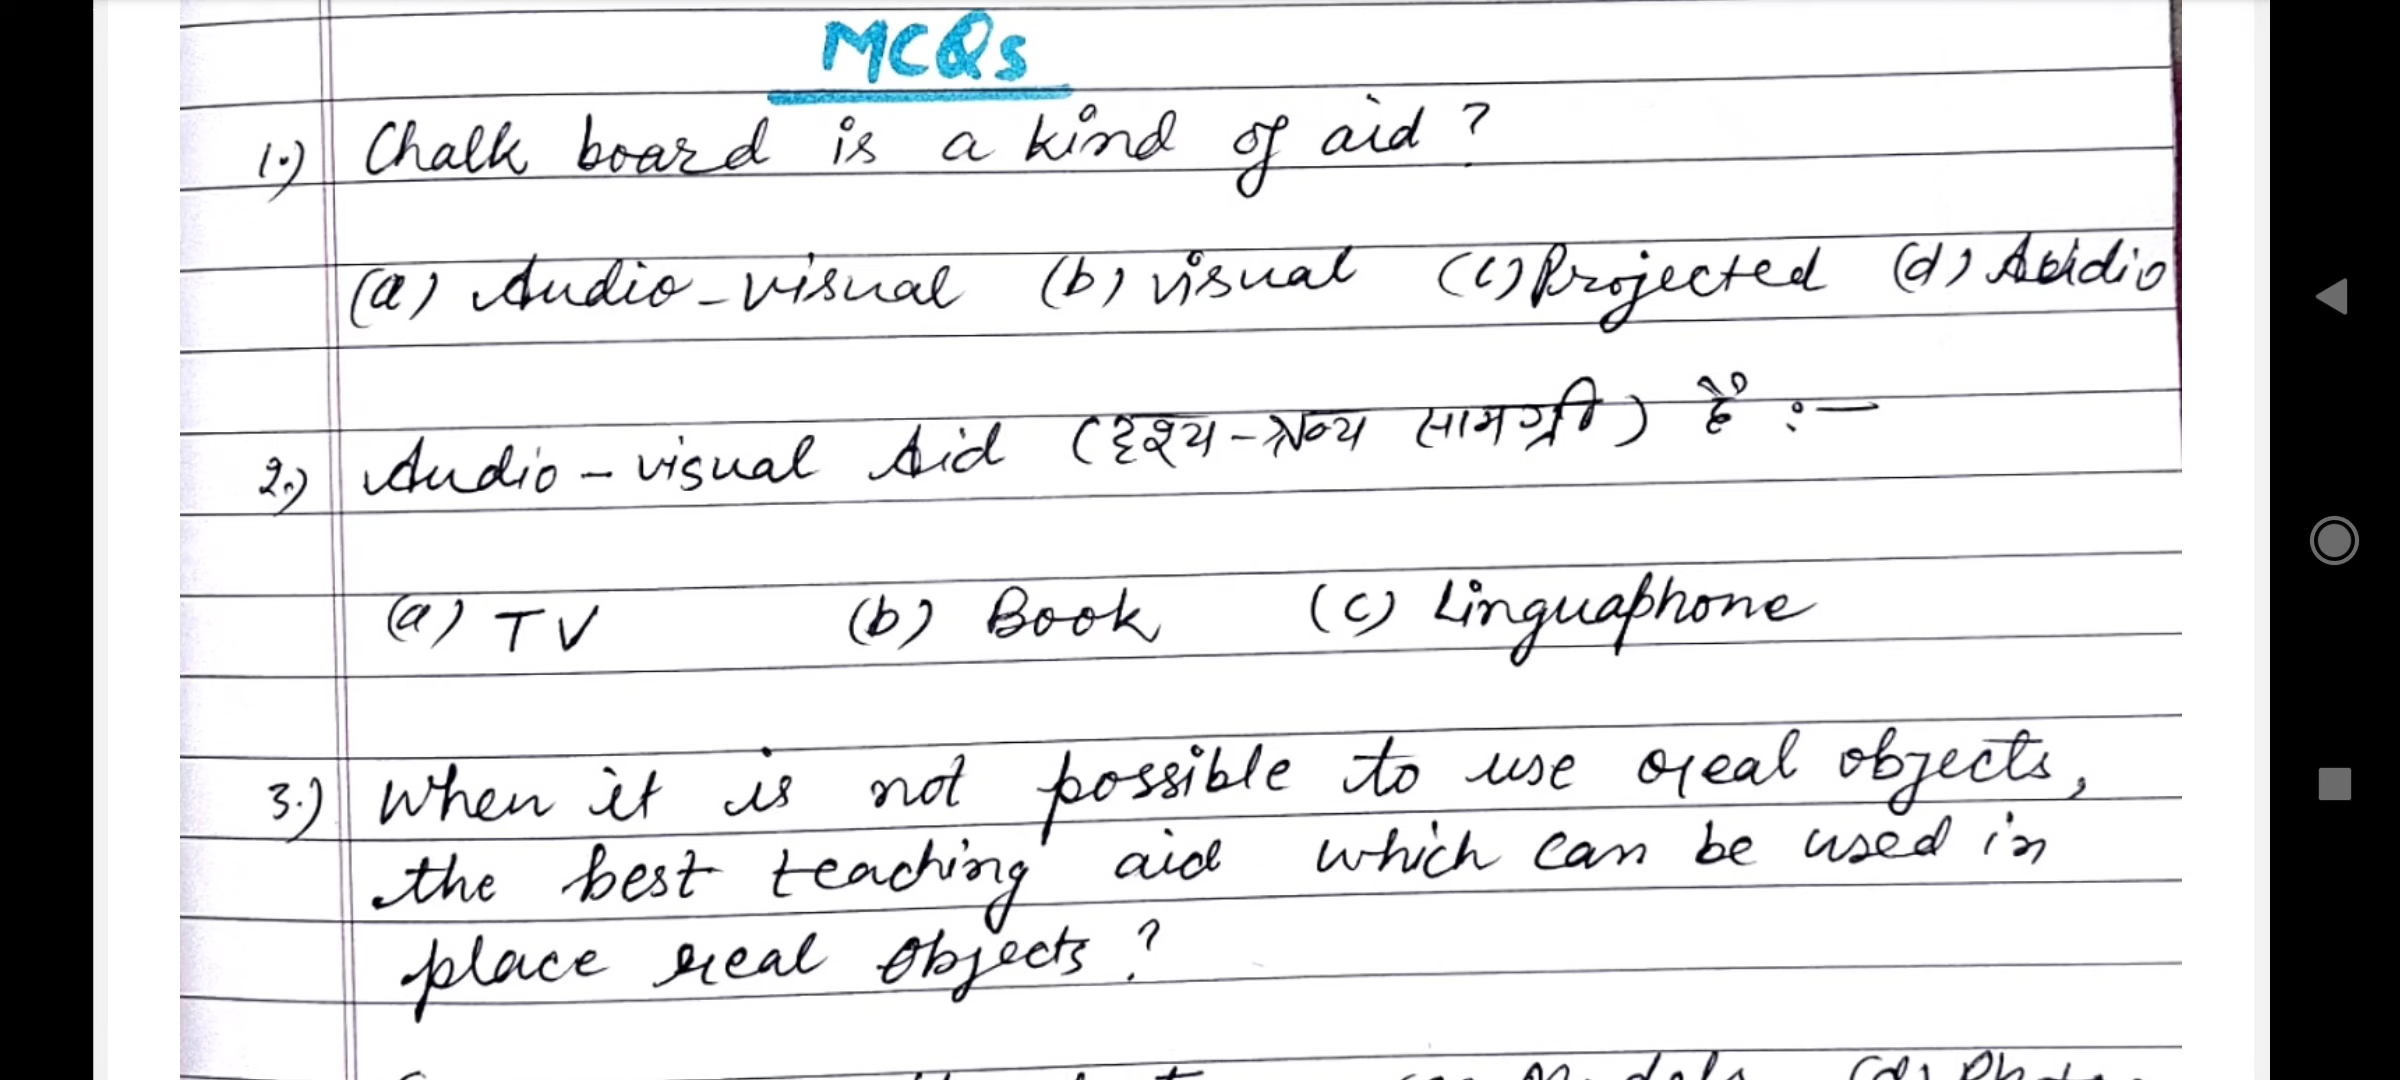 MCQs
1.) Chalk board is a kind of aid ?
(a) Audio-visual (b) visual (c) Projected (d) Audio
2.) Audio-visual Aid (दृश्य-श्रव्य सामग्री) है :-
(a) TV (b) Book (c) Linguaphone
3.) When it is not possible to use real objects,
the best teaching aid which can be used in
place real objects ?